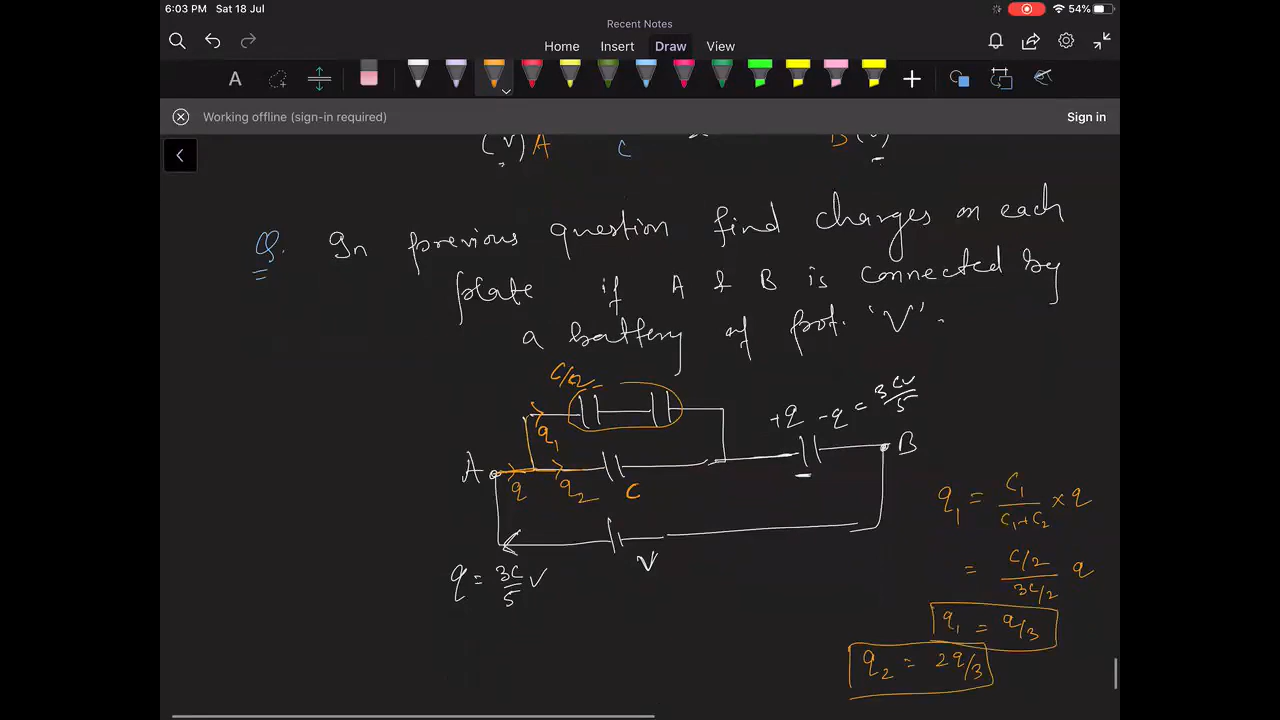 6:03 PM Sat 18 Jul
54%
Recent Notes
Home Insert Draw View
A
Working offline (sign-in required)
Sign in
(V) A C B (V)
Q. In previous question find charges on each
plate if A & B is connected by
a battery of pot. "V".
C/2
+q -q = 3CV/5
q1
A
B
q q2 C
V
q = 3C/5 V
q1 = C1/(C1+C2) × q
= (C/2)/(3C/2) q
q1 = q/3
q2 = 2q/3